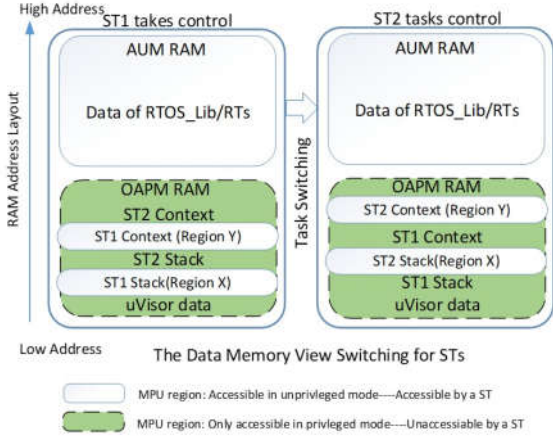 High Address
ST1 takes control
ST2 tasks control
AUM RAM
Data of RTOS_Lib/RTs
OAPM RAM
ST2 Context
ST1 Context (Region Y)
ST2 Stack
ST1 Stack(Region X)
uVisor data
Task Switching
AUM RAM
Data of RTOS_Lib/RTs
OAPM RAM
ST2 Context (Region Y)
ST1 Context
ST2 Stack(Region X)
ST1 Stack
uVisor data
RAM Address Layout
Low Address
The Data Memory View Switching for STs
MPU region: Accessible in unprivleged mode----Accessible by a ST
MPU region: Only accessible in privleged mode----Unaccessiable by a ST